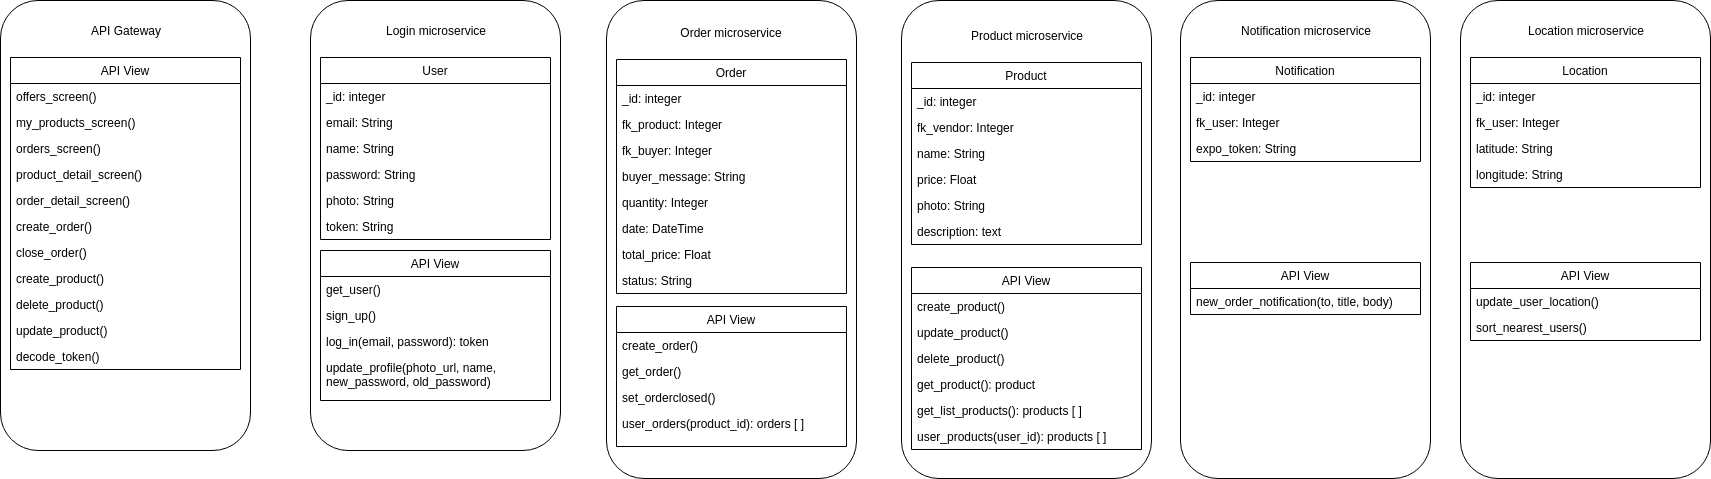 API Gateway
API View
offers_screen()
my_products_screen()
orders_screen()
product_detail_screen()
order_detail_screen()
create_order()
close_order()
create_product()
delete_product()
update_product()
decode_token()
Login microservice
User
_id: integer
email: String
name: String
password: String
photo: String
token: String
API View
get_user()
sign_up()
log_in(email, password): token
update_profile(photo_url, name,
new_password, old_password)
Order microservice
Order
_id: integer
fk_product: Integer
fk_buyer: Integer
buyer_message: String
quantity: Integer
date: DateTime
total_price: Float
status: String
API View
create_order()
get_order()
set_orderclosed()
user_orders(product_id): orders [ ]
Product microservice
Product
_id: integer
fk_vendor: Integer
name: String
price: Float
photo: String
description: text
API View
create_product()
update_product()
delete_product()
get_product(): product
get_list_products(): products [ ]
user_products(user_id): products [ ]
Notification microservice
Notification
_id: integer
fk_user: Integer
expo_token: String
API View
new_order_notification(to, title, body)
Location microservice
Location
_id: integer
fk_user: Integer
latitude: String
longitude: String
API View
update_user_location()
sort_nearest_users()